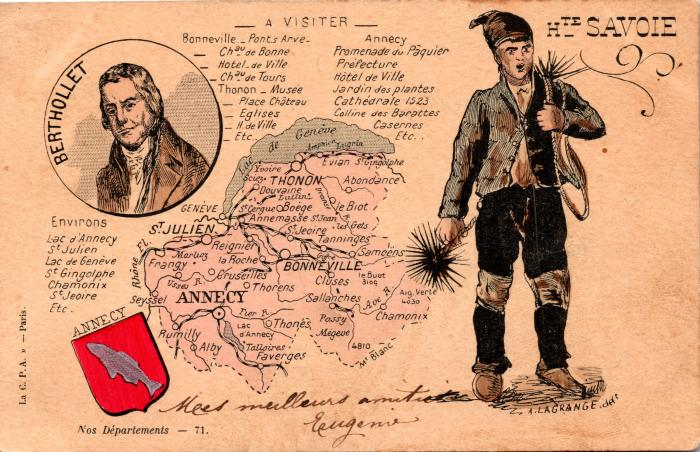 A VISITER
HTE SAVOIE
Bonneville - Ponts Arve
— Chau de Bonne
— Hotel de Ville
— Chau de Tours
Thonon - Musée
— Place Château
— Eglises
— H. de Ville
— Etc.
Annecy
Promenade du Pâquier
Préfecture
Hôtel de Ville
Jardin des plantes
Cathédrale 1523
Colline des Barattes
Casernes
Etc.
BERTHOLLET
Environs
Lac d'Annecy
St Julien
Lac de Genève
St Gingolphe
Chamonix
St Jeoire
Etc.
Lac de Genève
Amphion
Evian
St Gingolphe
Yvoire
THONON
Abondance
Douvaine
le Biot
GENÈVE
St Cergue
Boëge
Annemasse
St Jean
St JULIEN
St Jeoire
les Gets
Taninges
Reignier
Samoëns
Marlioz
la Roche
BONNEVILLE
Frangy
Cruseilles
Cluses
le Buet
3109
Rhône Fl.
Usses R.
Seyssel
Thorens
Sallanches
Arve R.
Aig. Verte
4030
ANNECY
Fier R.
Passy
Chamonix
Lac d'Annecy
Thônes
Mégève
Rumilly
Alby
Talloires
4810
Mt Blanc
Faverges
ANNECY
La C. P. A. » — Paris.
Mes meilleurs amitiés
Eugène
A. LAGRANGE. delt
Nos Départements — 71.